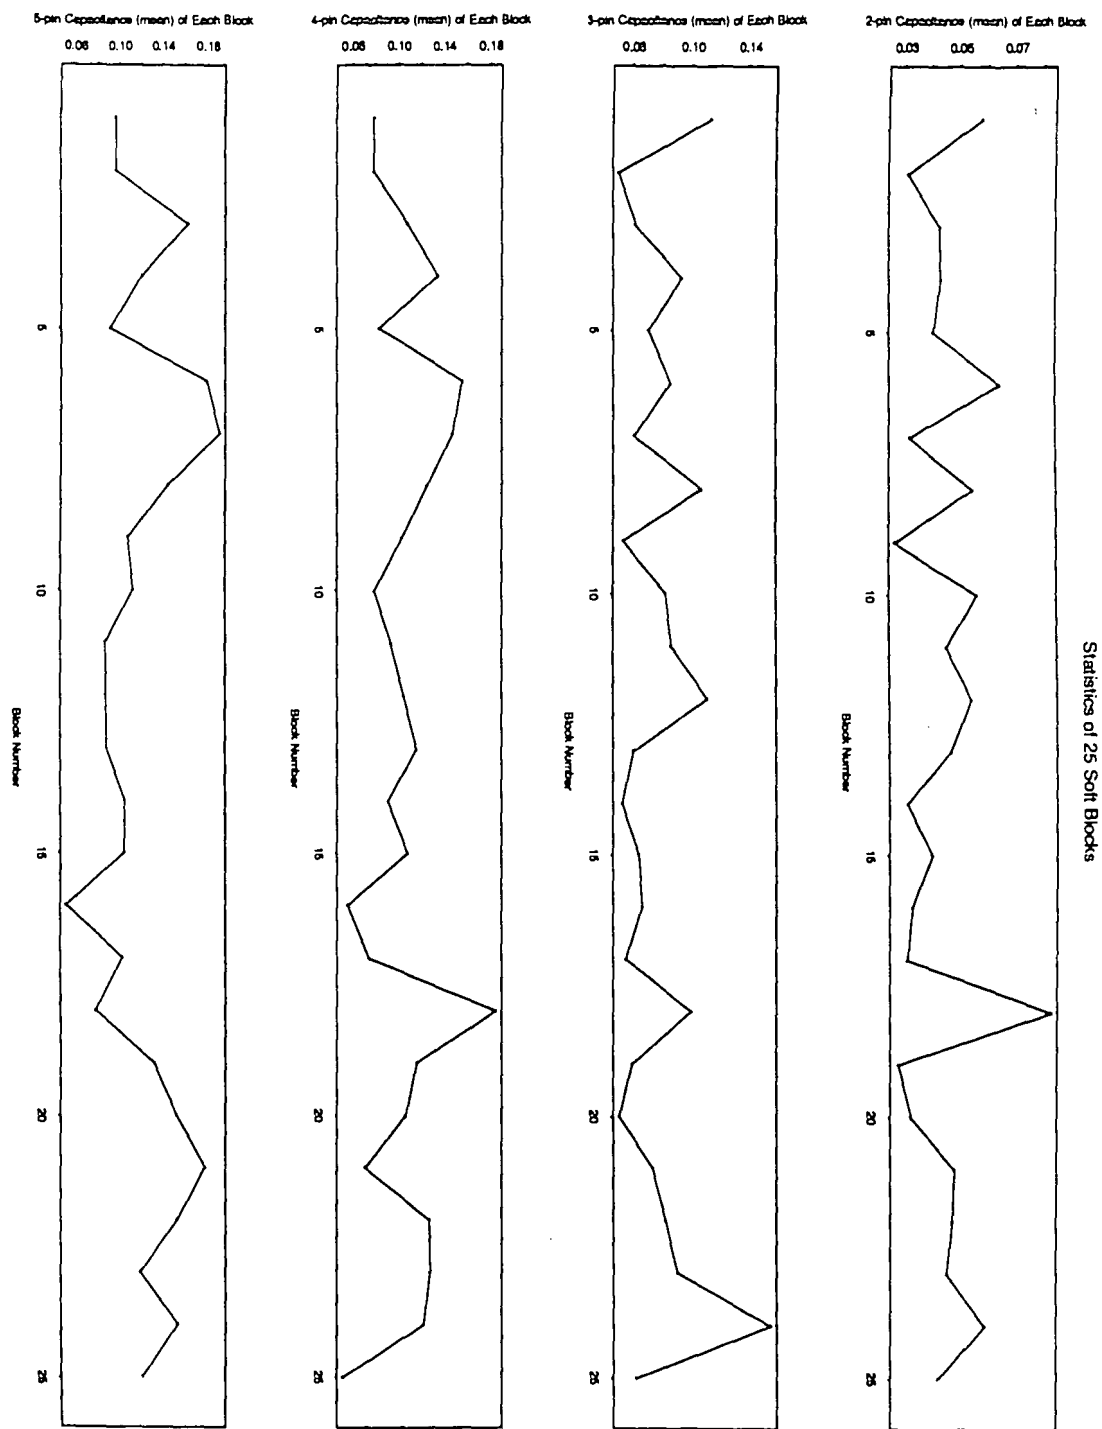 Statistics of 25 Soft Blocks
2-pin Capacitance (mean) of Each Block
0.03 0.05 0.07
5
10
15
20
25
Block Number
3-pin Capacitance (mean) of Each Block
0.06 0.10 0.14
5
10
15
20
25
Block Number
4-pin Capacitance (mean) of Each Block
0.06 0.10 0.14 0.18
5
10
15
20
25
Block Number
5-pin Capacitance (mean) of Each Block
0.06 0.10 0.14 0.18
5
10
15
20
25
Block Number